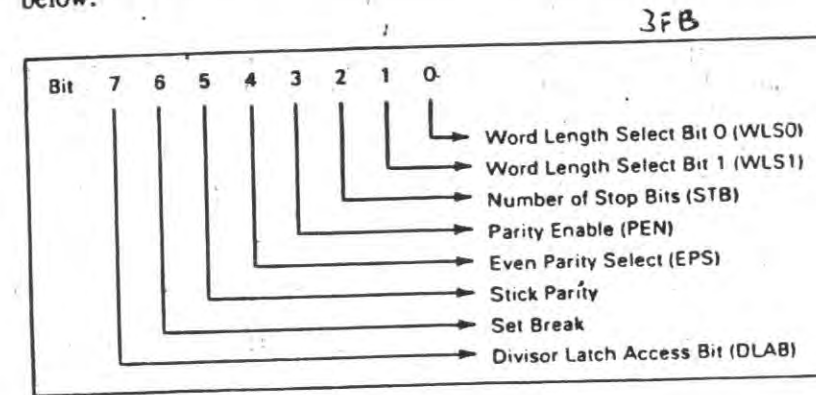 below.
3FB
Bit 7 6 5 4 3 2 1 0
Word Length Select Bit 0 (WLS0)
Word Length Select Bit 1 (WLS1)
Number of Stop Bits (STB)
Parity Enable (PEN)
Even Parity Select (EPS)
Stick Parity
Set Break
Divisor Latch Access Bit (DLAB)